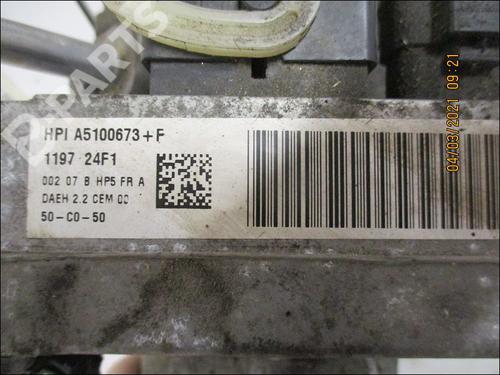 B-PARTS
HPI A5100673+F
1197 24F1
002 07 B HP5 FR A
DAEH 2.2 CEM 00
50-C0-50
04/03/2021 09:21